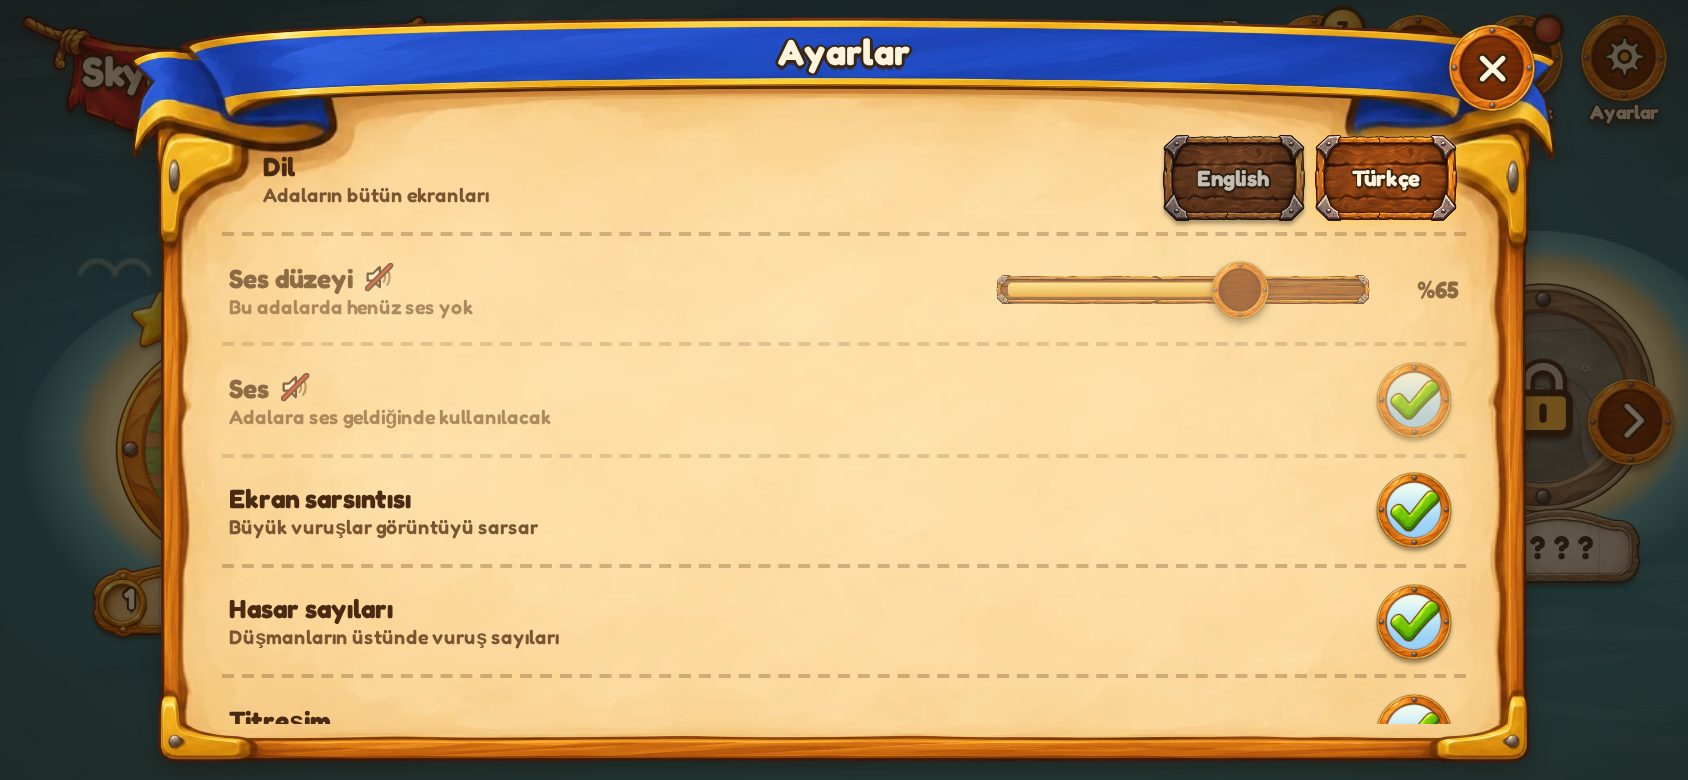 Ayarlar
Sky
Ayarlar
Dil
Adaların bütün ekranları
English
Türkçe
Ses düzeyi
Bu adalarda henüz ses yok
%65
Ses
Adalara ses geldiğinde kullanılacak
Ekran sarsıntısı
Büyük vuruşlar görüntüyü sarsar
Hasar sayıları
Düşmanların üstünde vuruş sayıları
Titreşim
1
???